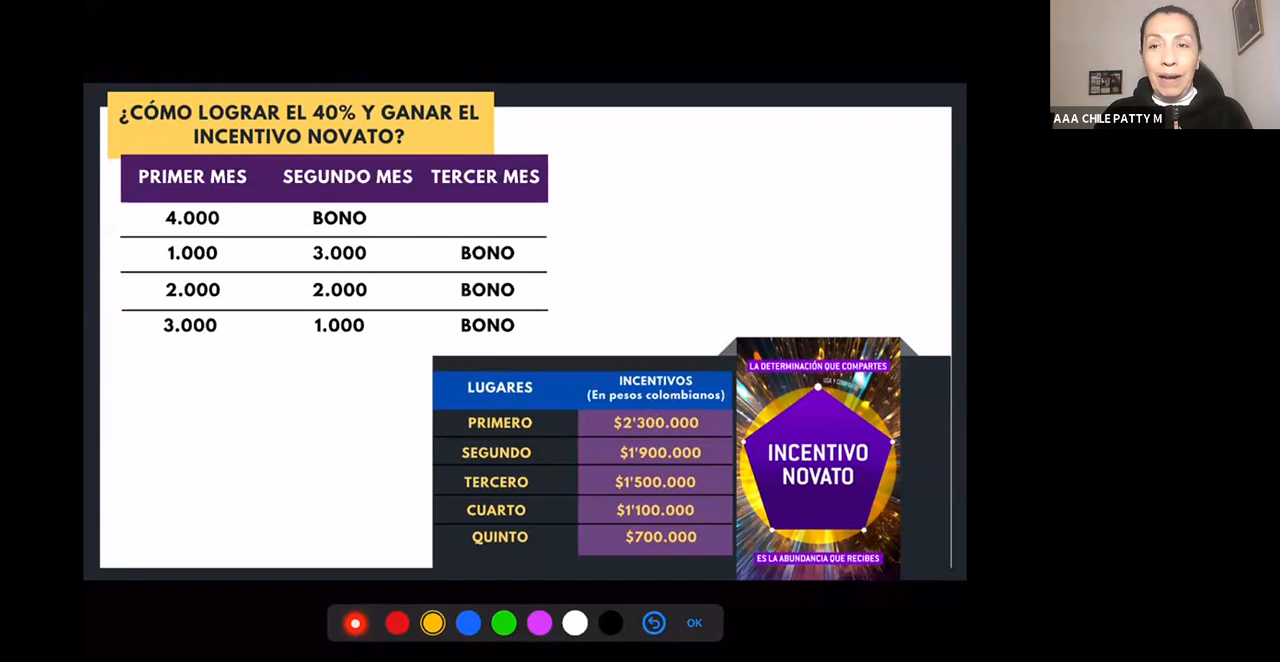 AAA CHILE PATTY M
¿CÓMO LOGRAR EL 40% Y GANAR EL
INCENTIVO NOVATO?
PRIMER MES SEGUNDO MES TERCER MES
4.000 BONO
1.000 3.000 BONO
2.000 2.000 BONO
3.000 1.000 BONO
LUGARES INCENTIVOS
(En pesos colombianos)
PRIMERO $2'300.000
SEGUNDO $1'900.000
TERCERO $1'500.000
CUARTO $1'100.000
QUINTO $700.000
LA DETERMINACIÓN QUE COMPARTES
INCENTIVO
NOVATO
ES LA ABUNDANCIA QUE RECIBES
OK